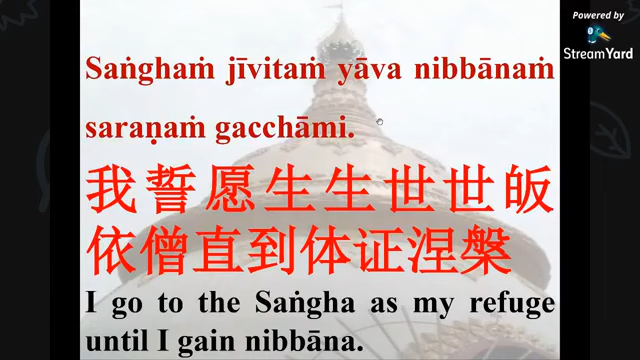 Powered by
StreamYard
Saṅghaṁ jīvitaṁ yāva nibbānaṁ
saraṇaṁ gacchāmi.
我誓愿生生世世皈
依僧直到体证涅槃
I go to the Saṅgha as my refuge
until I gain nibbāna.